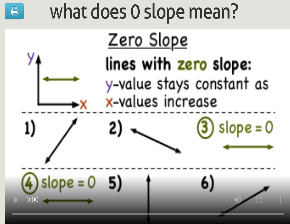 what does 0 slope mean?
Zero Slope
lines with zero slope:
y-value stays constant as
x-values increase
y
x
1)
2)
3 slope = 0
4 slope = 0
5)
6)